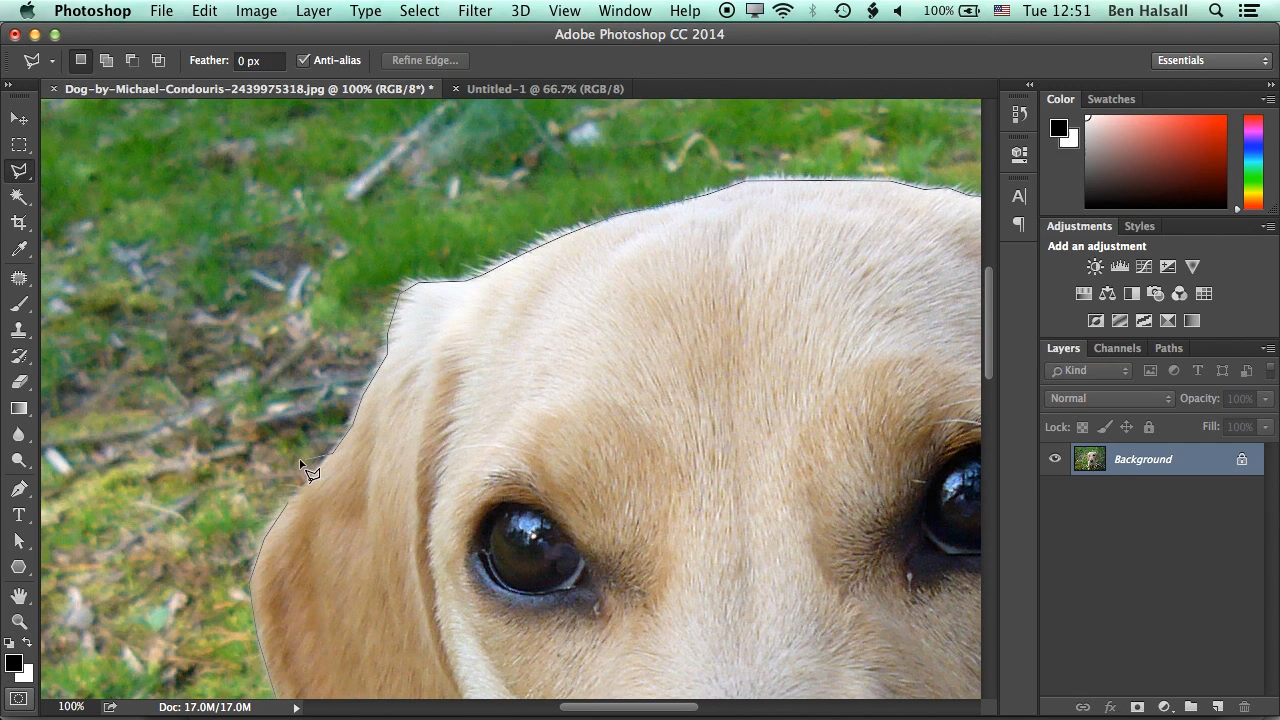 Photoshop File Edit Image Layer Type Select Filter 3D View Window Help 100% Tue 12:51 Ben Halsall
Adobe Photoshop CC 2014
Feather: 0 px Anti-alias Refine Edge... Essentials
× Dog-by-Michael-Condouris-2439975318.jpg @ 100% (RGB/8*) * × Untitled-1 @ 66.7% (RGB/8)
Color Swatches
Adjustments Styles
Add an adjustment
Layers Channels Paths
Kind
Normal Opacity: 100%
Lock: Fill: 100%
Background
100% Doc: 17.0M/17.0M